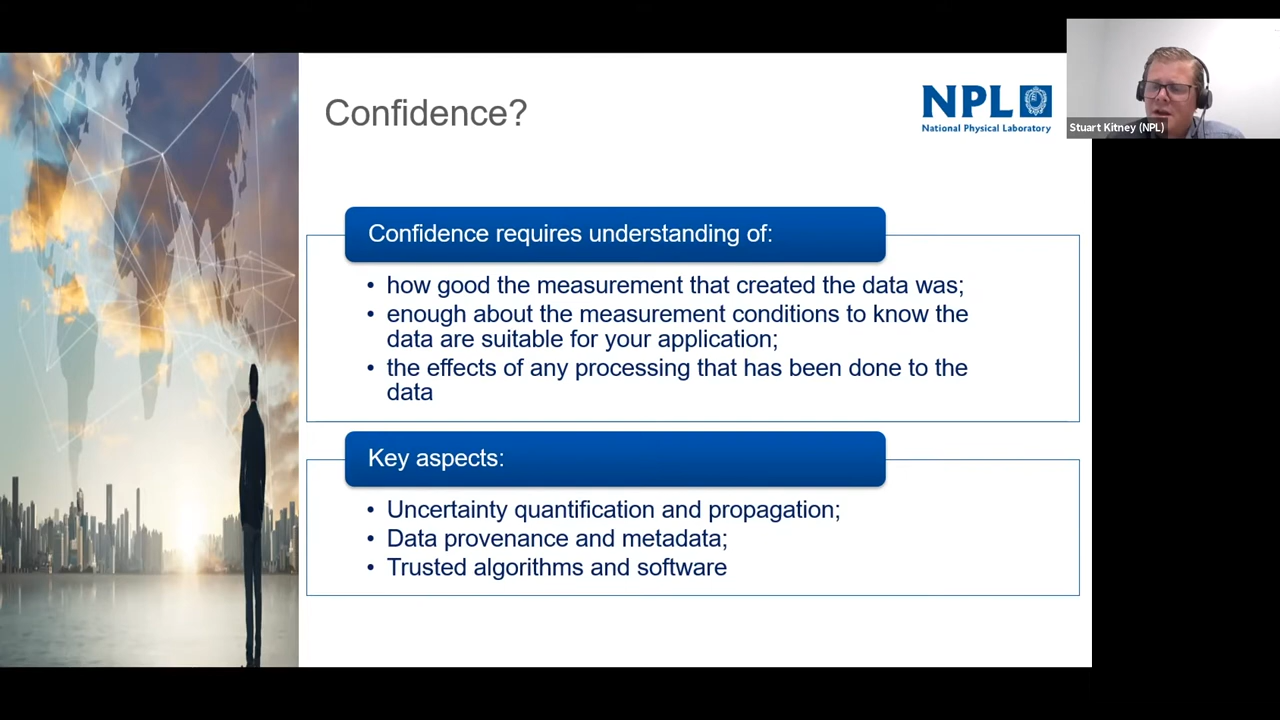 Confidence?
NPL
National Physical Laboratory
Stuart Kitney (NPL)
Confidence requires understanding of:
• how good the measurement that created the data was;
• enough about the measurement conditions to know the
data are suitable for your application;
• the effects of any processing that has been done to the
data
Key aspects:
• Uncertainty quantification and propagation;
• Data provenance and metadata;
• Trusted algorithms and software